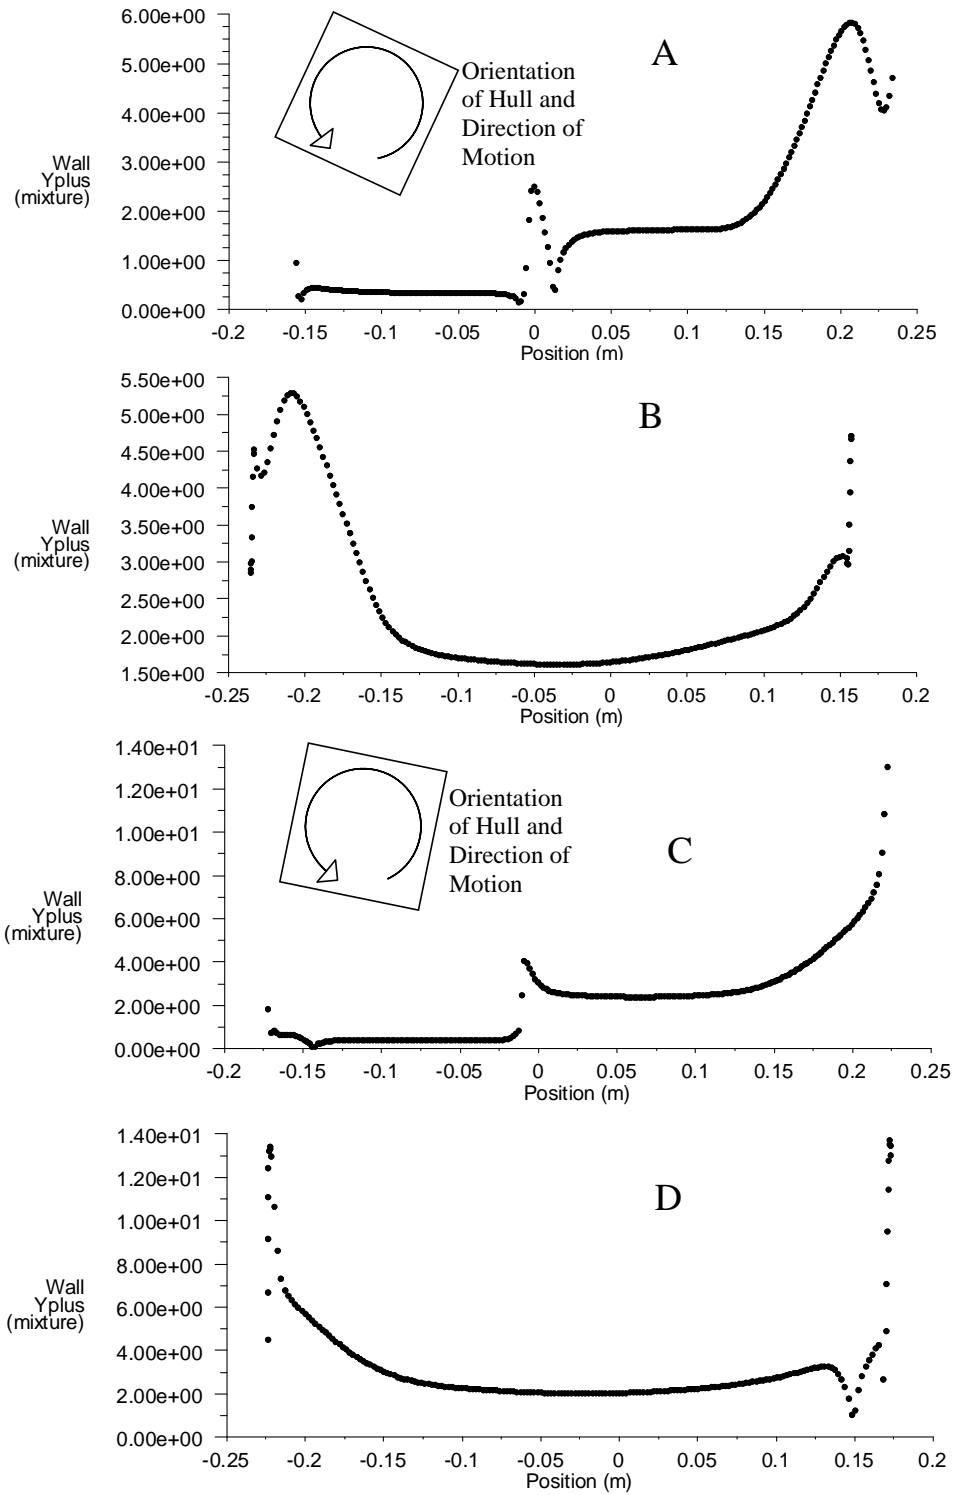 6.00e+00
A
Orientation
of Hull and
Direction of
Motion
5.00e+00
4.00e+00
3.00e+00
Wall
Yplus
(mixture)
2.00e+00
1.00e+00
0.00e+00
-0.2 -0.15 -0.1 -0.05 0 0.05 0.1 0.15 0.2 0.25
Position (m)
5.50e+00
B
5.00e+00
4.50e+00
4.00e+00
3.50e+00
Wall
Yplus
(mixture)
3.00e+00
2.50e+00
2.00e+00
1.50e+00
-0.25 -0.2 -0.15 -0.1 -0.05 0 0.05 0.1 0.15 0.2
Position (m)
1.40e+01
1.20e+01
Orientation
of Hull and
Direction of
Motion
C
1.00e+01
8.00e+00
Wall
Yplus
(mixture)
6.00e+00
4.00e+00
2.00e+00
0.00e+00
-0.2 -0.15 -0.1 -0.05 0 0.05 0.1 0.15 0.2 0.25
Position (m)
1.40e+01
1.20e+01
D
1.00e+01
8.00e+00
Wall
Yplus
(mixture)
6.00e+00
4.00e+00
2.00e+00
0.00e+00
-0.25 -0.2 -0.15 -0.1 -0.05 0 0.05 0.1 0.15 0.2
Position (m)